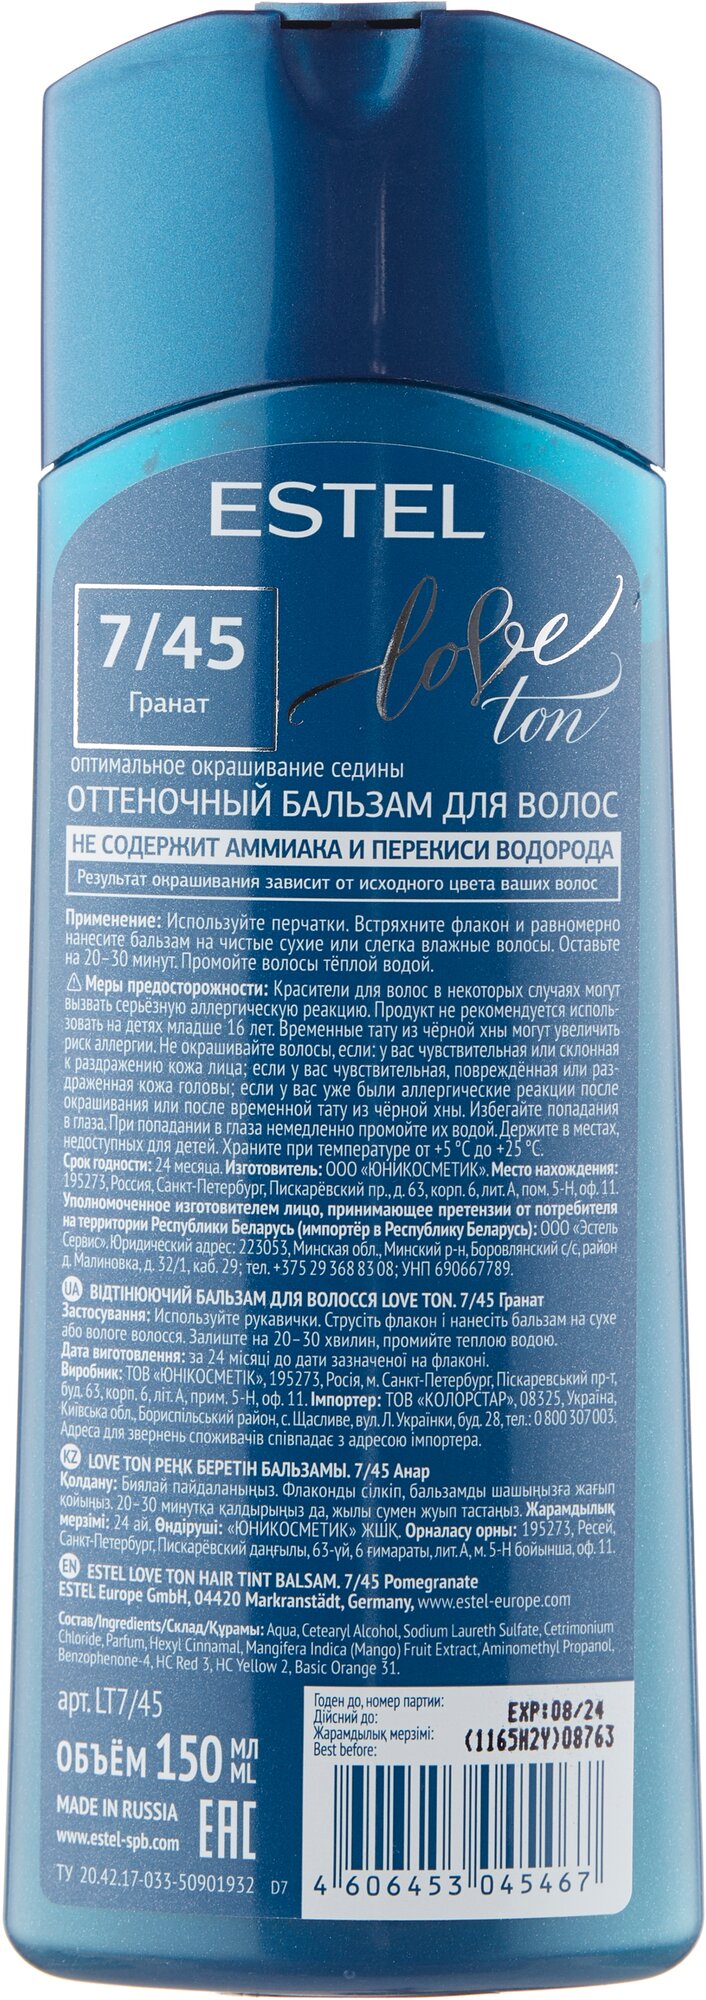 ESTEL
7/45
Гранат
love
ton
оптимальное окрашивание седины
ОТТЕНОЧНЫЙ БАЛЬЗАМ ДЛЯ ВОЛОС
НЕ СОДЕРЖИТ АММИАКА И ПЕРЕКИСИ ВОДОРОДА
Результат окрашивания зависит от исходного цвета ваших волос
Применение: Используйте перчатки. Встряхните флакон и равномерно
нанесите бальзам на чистые сухие или слегка влажные волосы. Оставьте
на 20–30 минут. Промойте волосы тёплой водой.
⚠ Меры предосторожности: Красители для волос в некоторых случаях могут
вызвать серьёзную аллергическую реакцию. Продукт не рекомендуется исполь-
зовать на детях младше 16 лет. Временные тату из чёрной хны могут увеличить
риск аллергии. Не окрашивайте волосы, если: у вас чувствительная или склонная
к раздражению кожа лица; если у вас чувствительная, повреждённая или раз-
драженная кожа головы; если у вас уже были аллергические реакции после
окрашивания или после временной тату из чёрной хны. Избегайте попадания
в глаза. При попадании в глаза немедленно промойте их водой. Держите в местах,
недоступных для детей. Храните при температуре от +5 °C до +25 °C.
Срок годности: 24 месяца. Изготовитель: ООО «ЮНИКОСМЕТИК». Место нахождения:
195273, Россия, Санкт-Петербург, Пискарёвский пр., д. 63, корп. 6, лит. А, пом. 5-Н, оф. 11.
Уполномоченное изготовителем лицо, принимающее претензии от потребителя
на территории Республики Беларусь (импортёр в Республику Беларусь): ООО «Эстель
Сервис». Юридический адрес: 223053, Минская обл., Минский р-н, Боровлянский с/с, район
д. Малиновка, д. 32/1, каб. 29; тел. +375 29 368 83 08; УНП 690667789.
UA ВІДТІНЮЮЧИЙ БАЛЬЗАМ ДЛЯ ВОЛОССЯ LOVE TON. 7/45 Гранат
Застосування: Используйте рукавички. Струсіть флакон і нанесіть бальзам на сухе
або вологе волосся. Залиште на 20–30 хвилин, промийте теплою водою.
Дата виготовлення: за 24 місяці до дати зазначеної на флаконі.
Виробник: ТОВ «ЮНІКОСМЕТІК», 195273, Росія, м. Санкт-Петербург, Піскаревський пр-т,
буд. 63, корп. 6, літ. А, прим. 5-Н, оф. 11. Імпортер: ТОВ «КОЛОРСТАР», 08325, Україна,
Київська обл., Бориспільський район, с. Щасливе, вул. Л. Українки, буд. 28, тел.: 0 800 307 003.
Адреса для звернень споживачів співпадає з адресою імпортера.
KZ LOVE TON РЕҢК БЕРЕТІН БАЛЬЗАМЫ. 7/45 Анар
Қолдану: Биялай пайдаланыңыз. Флаконды сілкіп, бальзамды шашыңызға жағып
қойыңыз. 20–30 минутқа қалдырыңыз да, жылы сумен жуып тастаңыз. Жарамдылық
мерзімі: 24 ай. Өндіруші: «ЮНИКОСМЕТИК» ЖШҚ. Орналасу орны: 195273, Ресей,
Санкт-Петербург, Пискарёвский даңғылы, 63-үй, 6 ғимараты, лит. А, м. 5-Н бойынша, оф. 11.
EN ESTEL LOVE TON HAIR TINT BALSAM. 7/45 Pomegranate
ESTEL Europe GmbH, 04420 Markranstädt, Germany, www.estel-europe.com
Состав/Ingredients/Склад/Құрамы: Aqua, Cetearyl Alcohol, Sodium Laureth Sulfate, Cetrimonium
Chloride, Parfum, Hexyl Cinnamal, Mangifera Indica (Mango) Fruit Extract, Aminomethyl Propanol,
Benzophenone-4, HC Red 3, HC Yellow 2, Basic Orange 31.
арт. LT7/45
ОБЪЁМ 150 МЛ
ML
MADE IN RUSSIA
www.estel-spb.com
EAC
ТУ 20.42.17-033-50901932
D7
Годен до, номер партии:
Дійсний до:
Жарамдылық мерзімі:
Best before:
EXP:08/24
(1165H2Y)08763
4 606453 045467